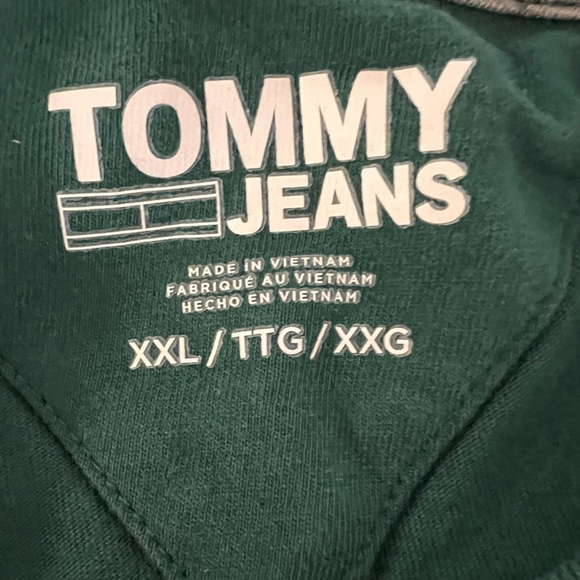 TOMMY
JEANS
MADE IN VIETNAM
FABRIQUÉ AU VIETNAM
HECHO EN VIETNAM
XXL / TTG / XXG